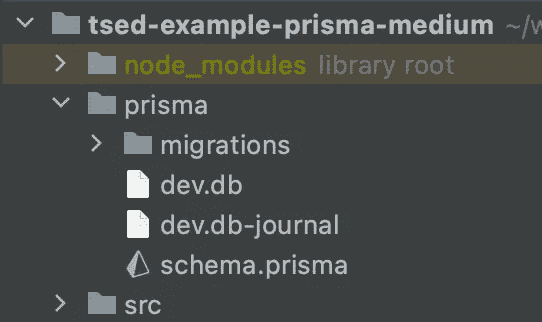 tsed-example-prisma-medium ~/w
node_modules library root
prisma
migrations
dev.db
dev.db-journal
schema.prisma
src